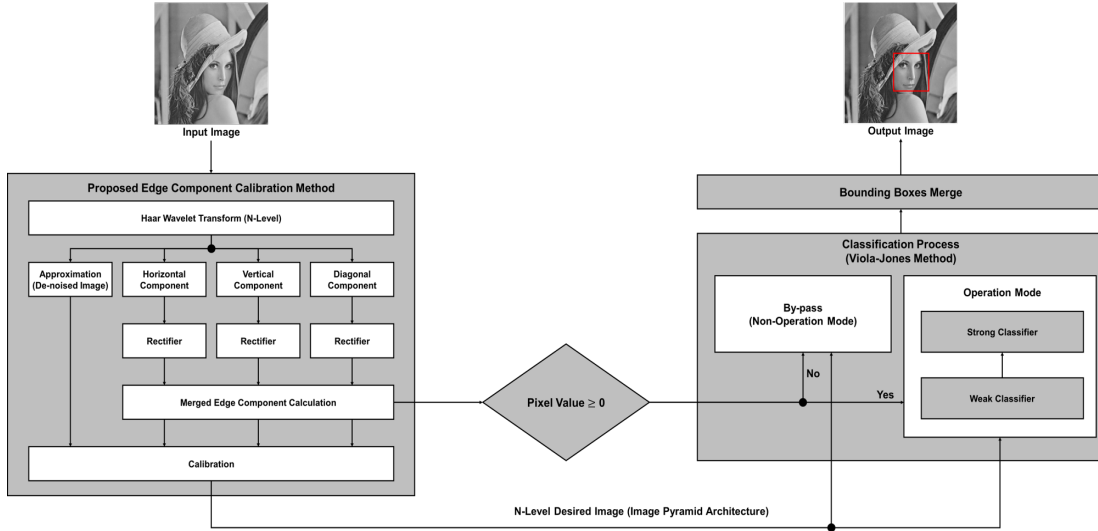 Input Image
Output Image
Proposed Edge Component Calibration Method
Haar Wavelet Transform (N-Level)
Approximation
(De-noised Image)
Horizontal
Component
Vertical
Component
Diagonal
Component
Rectifier
Rectifier
Rectifier
Merged Edge Component Calculation
Calibration
Pixel Value ≥ 0
Bounding Boxes Merge
Classification Process
(Viola-Jones Method)
By-pass
(Non-Operation Mode)
Operation Mode
Strong Classifier
Weak Classifier
No
Yes
N-Level Desired Image (Image Pyramid Architecture)